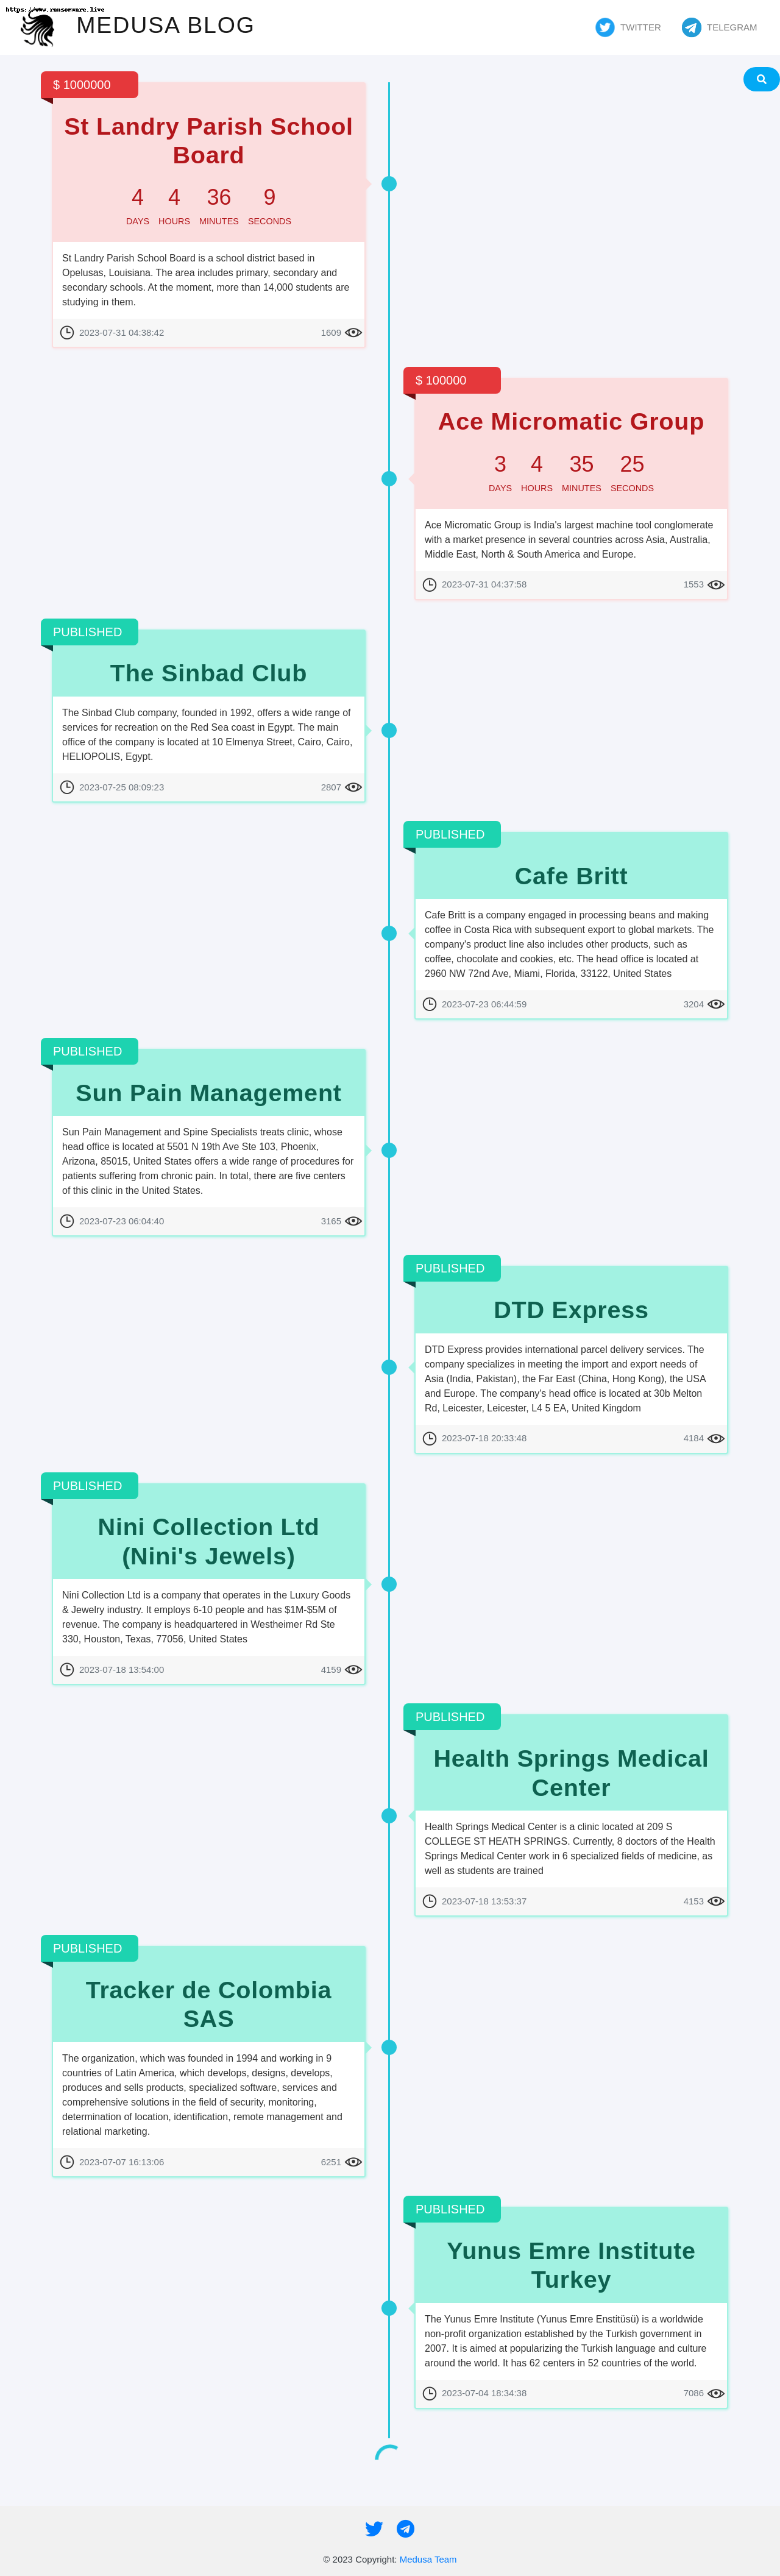 https://www.ransomware.live
MEDUSA BLOG
TWITTER
TELEGRAM
$ 1000000
St Landry Parish School
Board
4 4 36 9
DAYS HOURS MINUTES SECONDS
St Landry Parish School Board is a school district based in
Opelusas, Louisiana. The area includes primary, secondary and
secondary schools. At the moment, more than 14,000 students are
studying in them.
2023-07-31 04:38:42 1609
$ 100000
Ace Micromatic Group
3 4 35 25
DAYS HOURS MINUTES SECONDS
Ace Micromatic Group is India's largest machine tool conglomerate
with a market presence in several countries across Asia, Australia,
Middle East, North & South America and Europe.
2023-07-31 04:37:58 1553
PUBLISHED
The Sinbad Club
The Sinbad Club company, founded in 1992, offers a wide range of
services for recreation on the Red Sea coast in Egypt. The main
office of the company is located at 10 Elmenya Street, Cairo, Cairo,
HELIOPOLIS, Egypt.
2023-07-25 08:09:23 2807
PUBLISHED
Cafe Britt
Cafe Britt is a company engaged in processing beans and making
coffee in Costa Rica with subsequent export to global markets. The
company's product line also includes other products, such as
coffee, chocolate and cookies, etc. The head office is located at
2960 NW 72nd Ave, Miami, Florida, 33122, United States
2023-07-23 06:44:59 3204
PUBLISHED
Sun Pain Management
Sun Pain Management and Spine Specialists treats clinic, whose
head office is located at 5501 N 19th Ave Ste 103, Phoenix,
Arizona, 85015, United States offers a wide range of procedures for
patients suffering from chronic pain. In total, there are five centers
of this clinic in the United States.
2023-07-23 06:04:40 3165
PUBLISHED
DTD Express
DTD Express provides international parcel delivery services. The
company specializes in meeting the import and export needs of
Asia (India, Pakistan), the Far East (China, Hong Kong), the USA
and Europe. The company's head office is located at 30b Melton
Rd, Leicester, Leicester, L4 5 EA, United Kingdom
2023-07-18 20:33:48 4184
PUBLISHED
Nini Collection Ltd
(Nini's Jewels)
Nini Collection Ltd is a company that operates in the Luxury Goods
& Jewelry industry. It employs 6-10 people and has $1M-$5M of
revenue. The company is headquartered in Westheimer Rd Ste
330, Houston, Texas, 77056, United States
2023-07-18 13:54:00 4159
PUBLISHED
Health Springs Medical
Center
Health Springs Medical Center is a clinic located at 209 S
COLLEGE ST HEATH SPRINGS. Currently, 8 doctors of the Health
Springs Medical Center work in 6 specialized fields of medicine, as
well as students are trained
2023-07-18 13:53:37 4153
PUBLISHED
Tracker de Colombia
SAS
The organization, which was founded in 1994 and working in 9
countries of Latin America, which develops, designs, develops,
produces and sells products, specialized software, services and
comprehensive solutions in the field of security, monitoring,
determination of location, identification, remote management and
relational marketing.
2023-07-07 16:13:06 6251
PUBLISHED
Yunus Emre Institute
Turkey
The Yunus Emre Institute (Yunus Emre Enstitüsü) is a worldwide
non-profit organization established by the Turkish government in
2007. It is aimed at popularizing the Turkish language and culture
around the world. It has 62 centers in 52 countries of the world.
2023-07-04 18:34:38 7086
© 2023 Copyright: Medusa Team